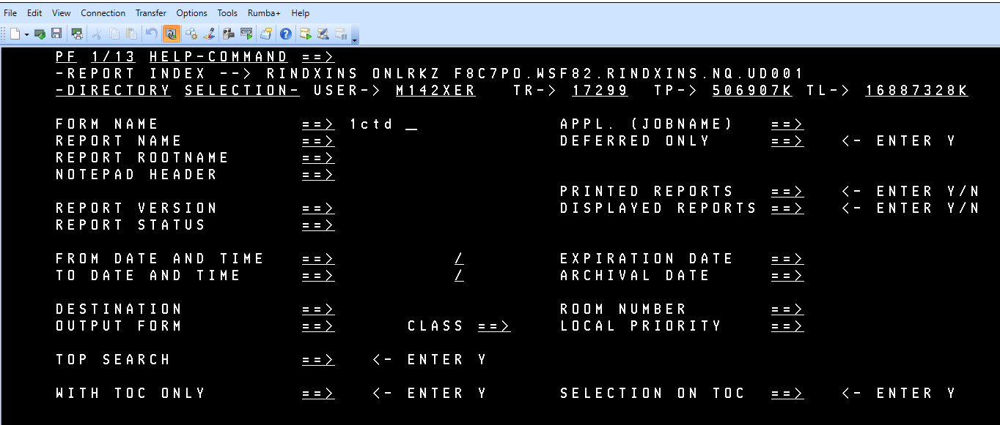 File Edit View Connection Transfer Options Tools Rumba+ Help
PF 1/13 HELP-COMMAND ==>
-REPORT INDEX --> RINDXINS ONLRKZ F8C7PO.WSF82.RINDXINS.NQ.UD001
-DIRECTORY SELECTION- USER-> M142XER TR-> 17299 TP-> 506907K TL-> 16887328K
FORM NAME ==> 1ctd _ APPL. (JOBNAME) ==>
REPORT NAME ==> DEFERRED ONLY ==> <- ENTER Y
REPORT ROOTNAME ==>
NOTEPAD HEADER ==>
PRINTED REPORTS ==> <- ENTER Y/N
REPORT VERSION ==> DISPLAYED REPORTS ==> <- ENTER Y/N
REPORT STATUS ==>
FROM DATE AND TIME ==> / EXPIRATION DATE ==>
TO DATE AND TIME ==> / ARCHIVAL DATE ==>
DESTINATION ==> ROOM NUMBER ==>
OUTPUT FORM ==> CLASS ==> LOCAL PRIORITY ==>
TOP SEARCH ==> <- ENTER Y
WITH TOC ONLY ==> <- ENTER Y SELECTION ON TOC ==> <- ENTER Y